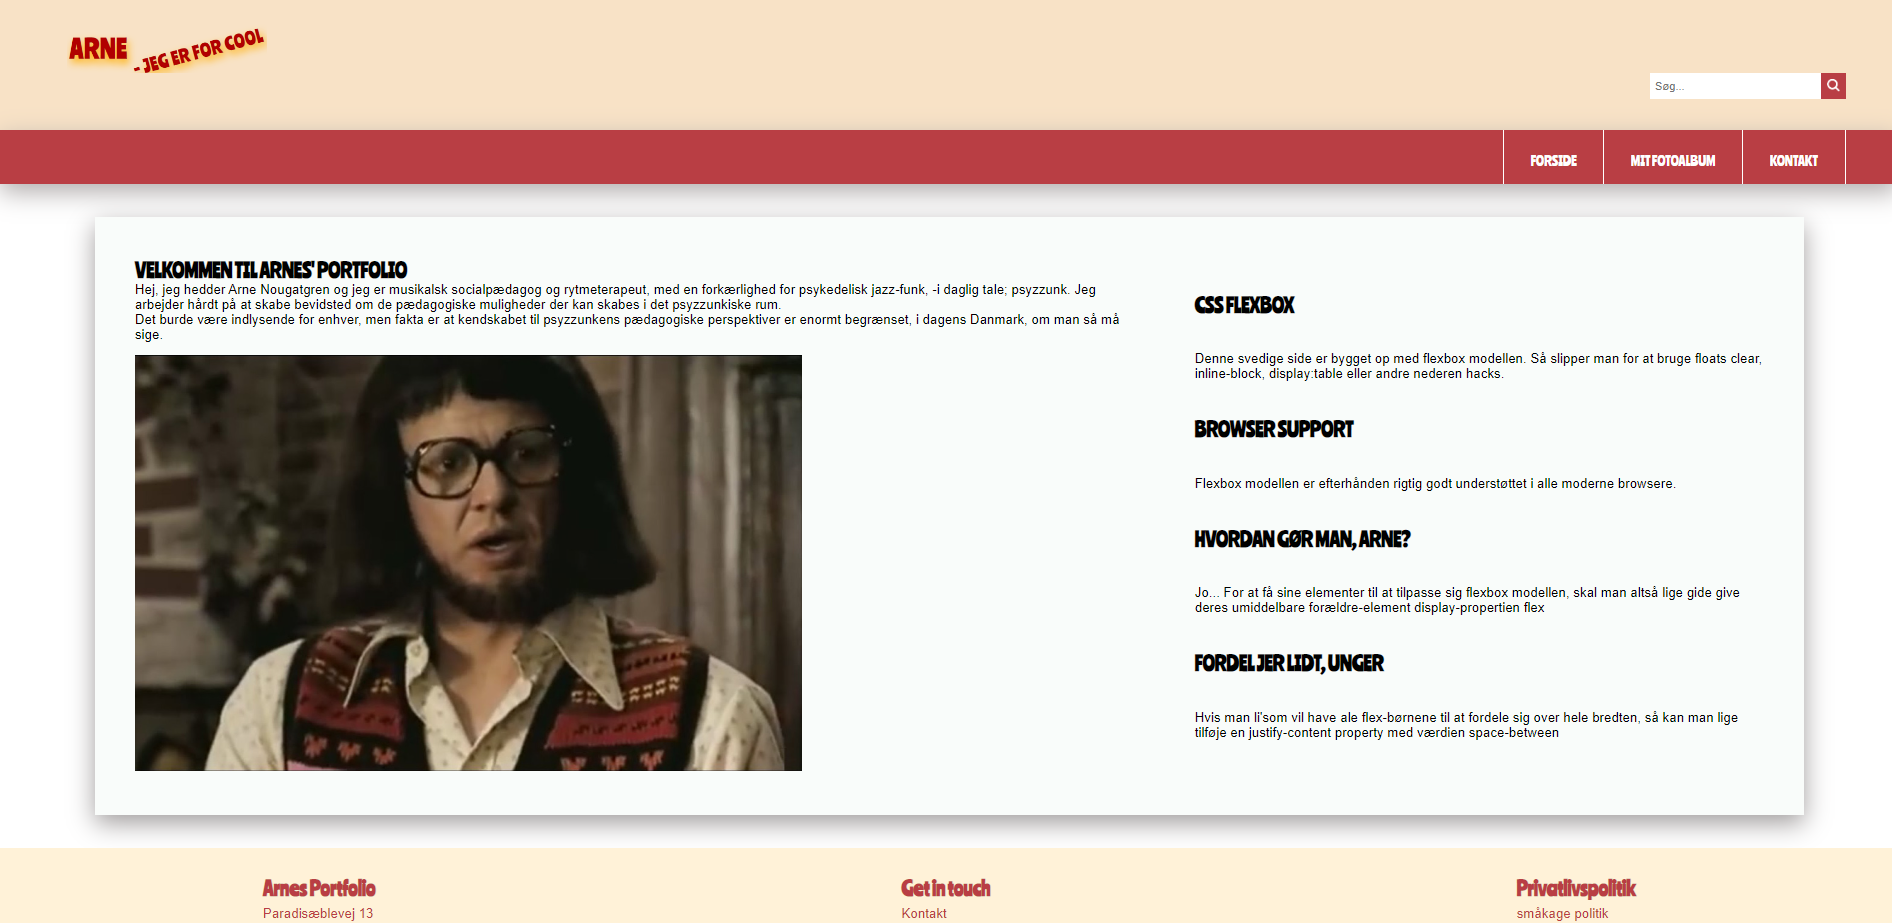 ARNE - JEG ER FOR COOL
Søg...
FORSIDE
MIT FOTOALBUM
KONTAKT
VELKOMMEN TIL ARNES' PORTFOLIO
Hej, jeg hedder Arne Nougatgren og jeg er musikalsk socialpædagog og rytmeterapeut, med en forkærlighed for psykedelisk jazz-funk, -i daglig tale; psyzzunk. Jeg
arbejder hårdt på at skabe bevidsted om de pædagogiske muligheder der kan skabes i det psyzzunkiske rum.
Det burde være indlysende for enhver, men fakta er at kendskabet til psyzzunkens pædagogiske perspektiver er enormt begrænset, i dagens Danmark, om man så må
sige.
CSS FLEXBOX
Denne svedige side er bygget op med flexbox modellen. Så slipper man for at bruge floats clear,
inline-block, display:table eller andre nederen hacks.
BROWSER SUPPORT
Flexbox modellen er efterhånden rigtig godt understøttet i alle moderne browsere.
HVORDAN GØR MAN, ARNE?
Jo... For at få sine elementer til at tilpasse sig flexbox modellen, skal man altså lige gide give
deres umiddelbare forældre-element display-propertien flex
FORDEL JER LIDT, UNGER
Hvis man li'som vil have ale flex-børnene til at fordele sig over hele bredten, så kan man lige
tilføje en justify-content property med værdien space-between
Arnes Portfolio
Paradisæblevej 13
Get in touch
Kontakt
Privatlivspolitik
småkage politik